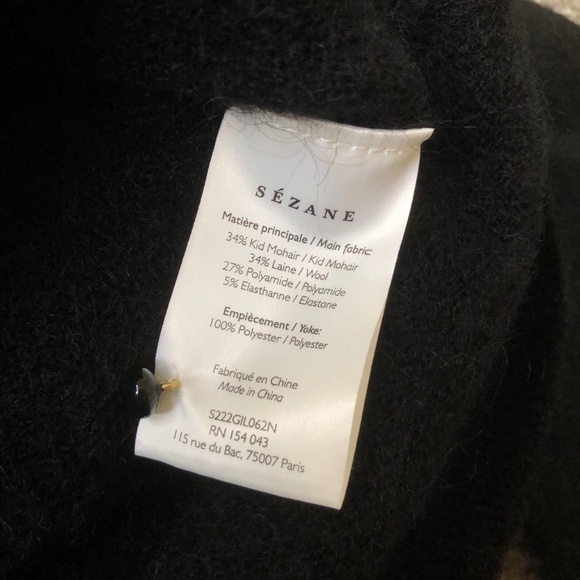 SÉZANE
Matière principale / Main fabric:
34% Kid Mohair / Kid Mohair
34% Laine / Wool
27% Polyamide / Polyamide
5% Elasthanne / Elastane
Empiècement / Yoke:
100% Polyester / Polyester
Fabriqué en Chine
Made in China
S222GIL062N
RN 154 043
115 rue du Bac, 75007 Paris